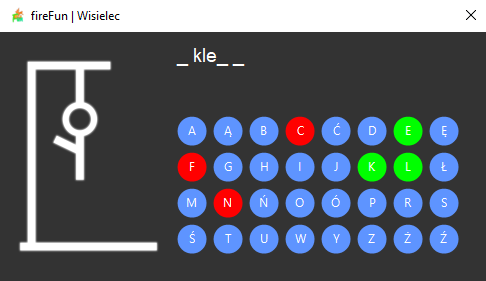 fireFun | Wisielec
_ kle_ _
A Ą B C Ć D E Ę
F G H I J K L Ł
M N Ń O Ó P R S
Ś T U W Y Z Ż Ź